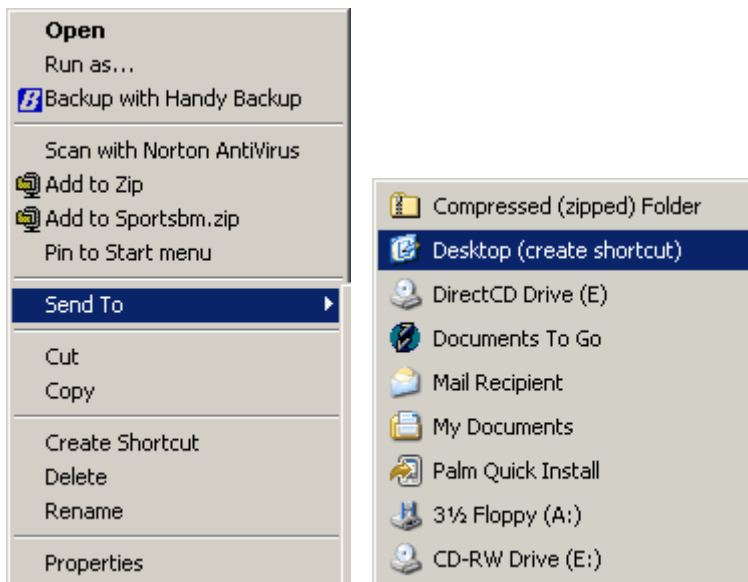 Open
Run as...
Backup with Handy Backup
Scan with Norton AntiVirus
Add to Zip
Add to Sportsbm.zip
Pin to Start menu
Send To
Cut
Copy
Create Shortcut
Delete
Rename
Properties
Compressed (zipped) Folder
Desktop (create shortcut)
DirectCD Drive (E)
Documents To Go
Mail Recipient
My Documents
Palm Quick Install
3½ Floppy (A:)
CD-RW Drive (E:)